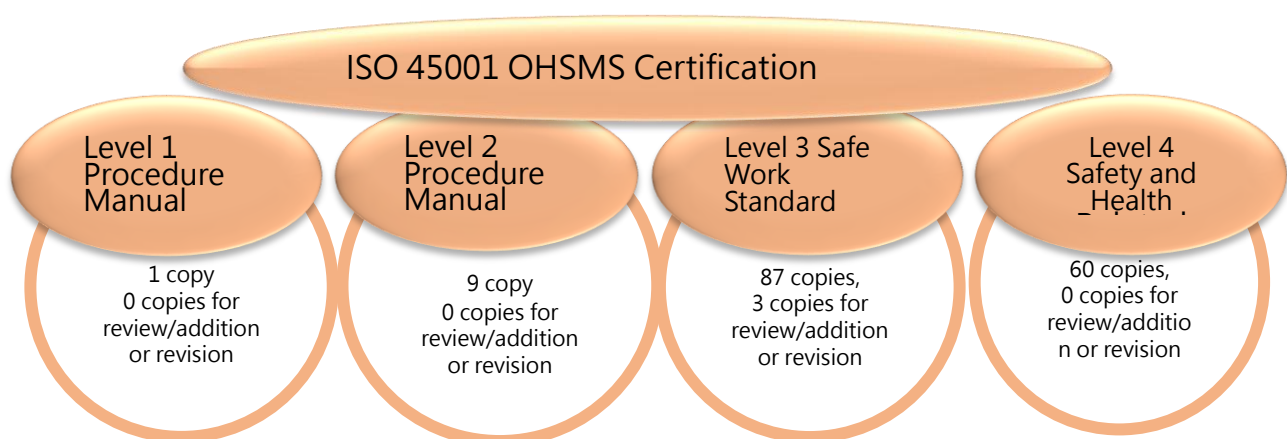 ISO 45001 OHSMS Certification
Level 1
Procedure
Manual
1 copy
0 copies for
review/addition
or revision
Level 2
Procedure
Manual
9 copy
0 copies for
review/addition
or revision
Level 3 Safe
Work
Standard
87 copies,
3 copies for
review/addition
or revision
Level 4
Safety and
Health
60 copies,
0 copies for
review/additio
n or revision